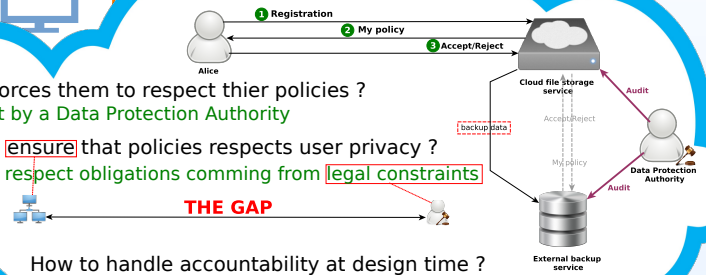 1 Registration
2 My policy
3 Accept/Reject
Alice
Cloud file storage
service
orces them to respect thier policies ?
t by a Data Protection Authority
Audit
Accept/Reject
backup data
ensure that policies respects user privacy ?
My policy
Data Protection
Authority
respect obligations comming from legal constraints
Audit
THE GAP
External backup
service
How to handle accountability at design time ?